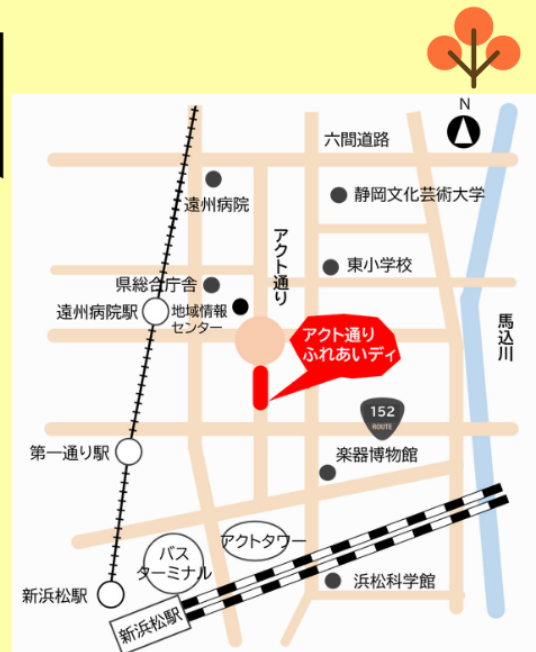 N
六間道路
遠州病院
静岡文化芸術大学
アクト通り
東小学校
県総合庁舎
遠州病院駅
地域情報
センター
アクト通り
ふれあいディ
馬込川
152
ROUTE
第一通り駅
楽器博物館
アクトタワー
バス
ターミナル
浜松科学館
新浜松駅
新浜松駅